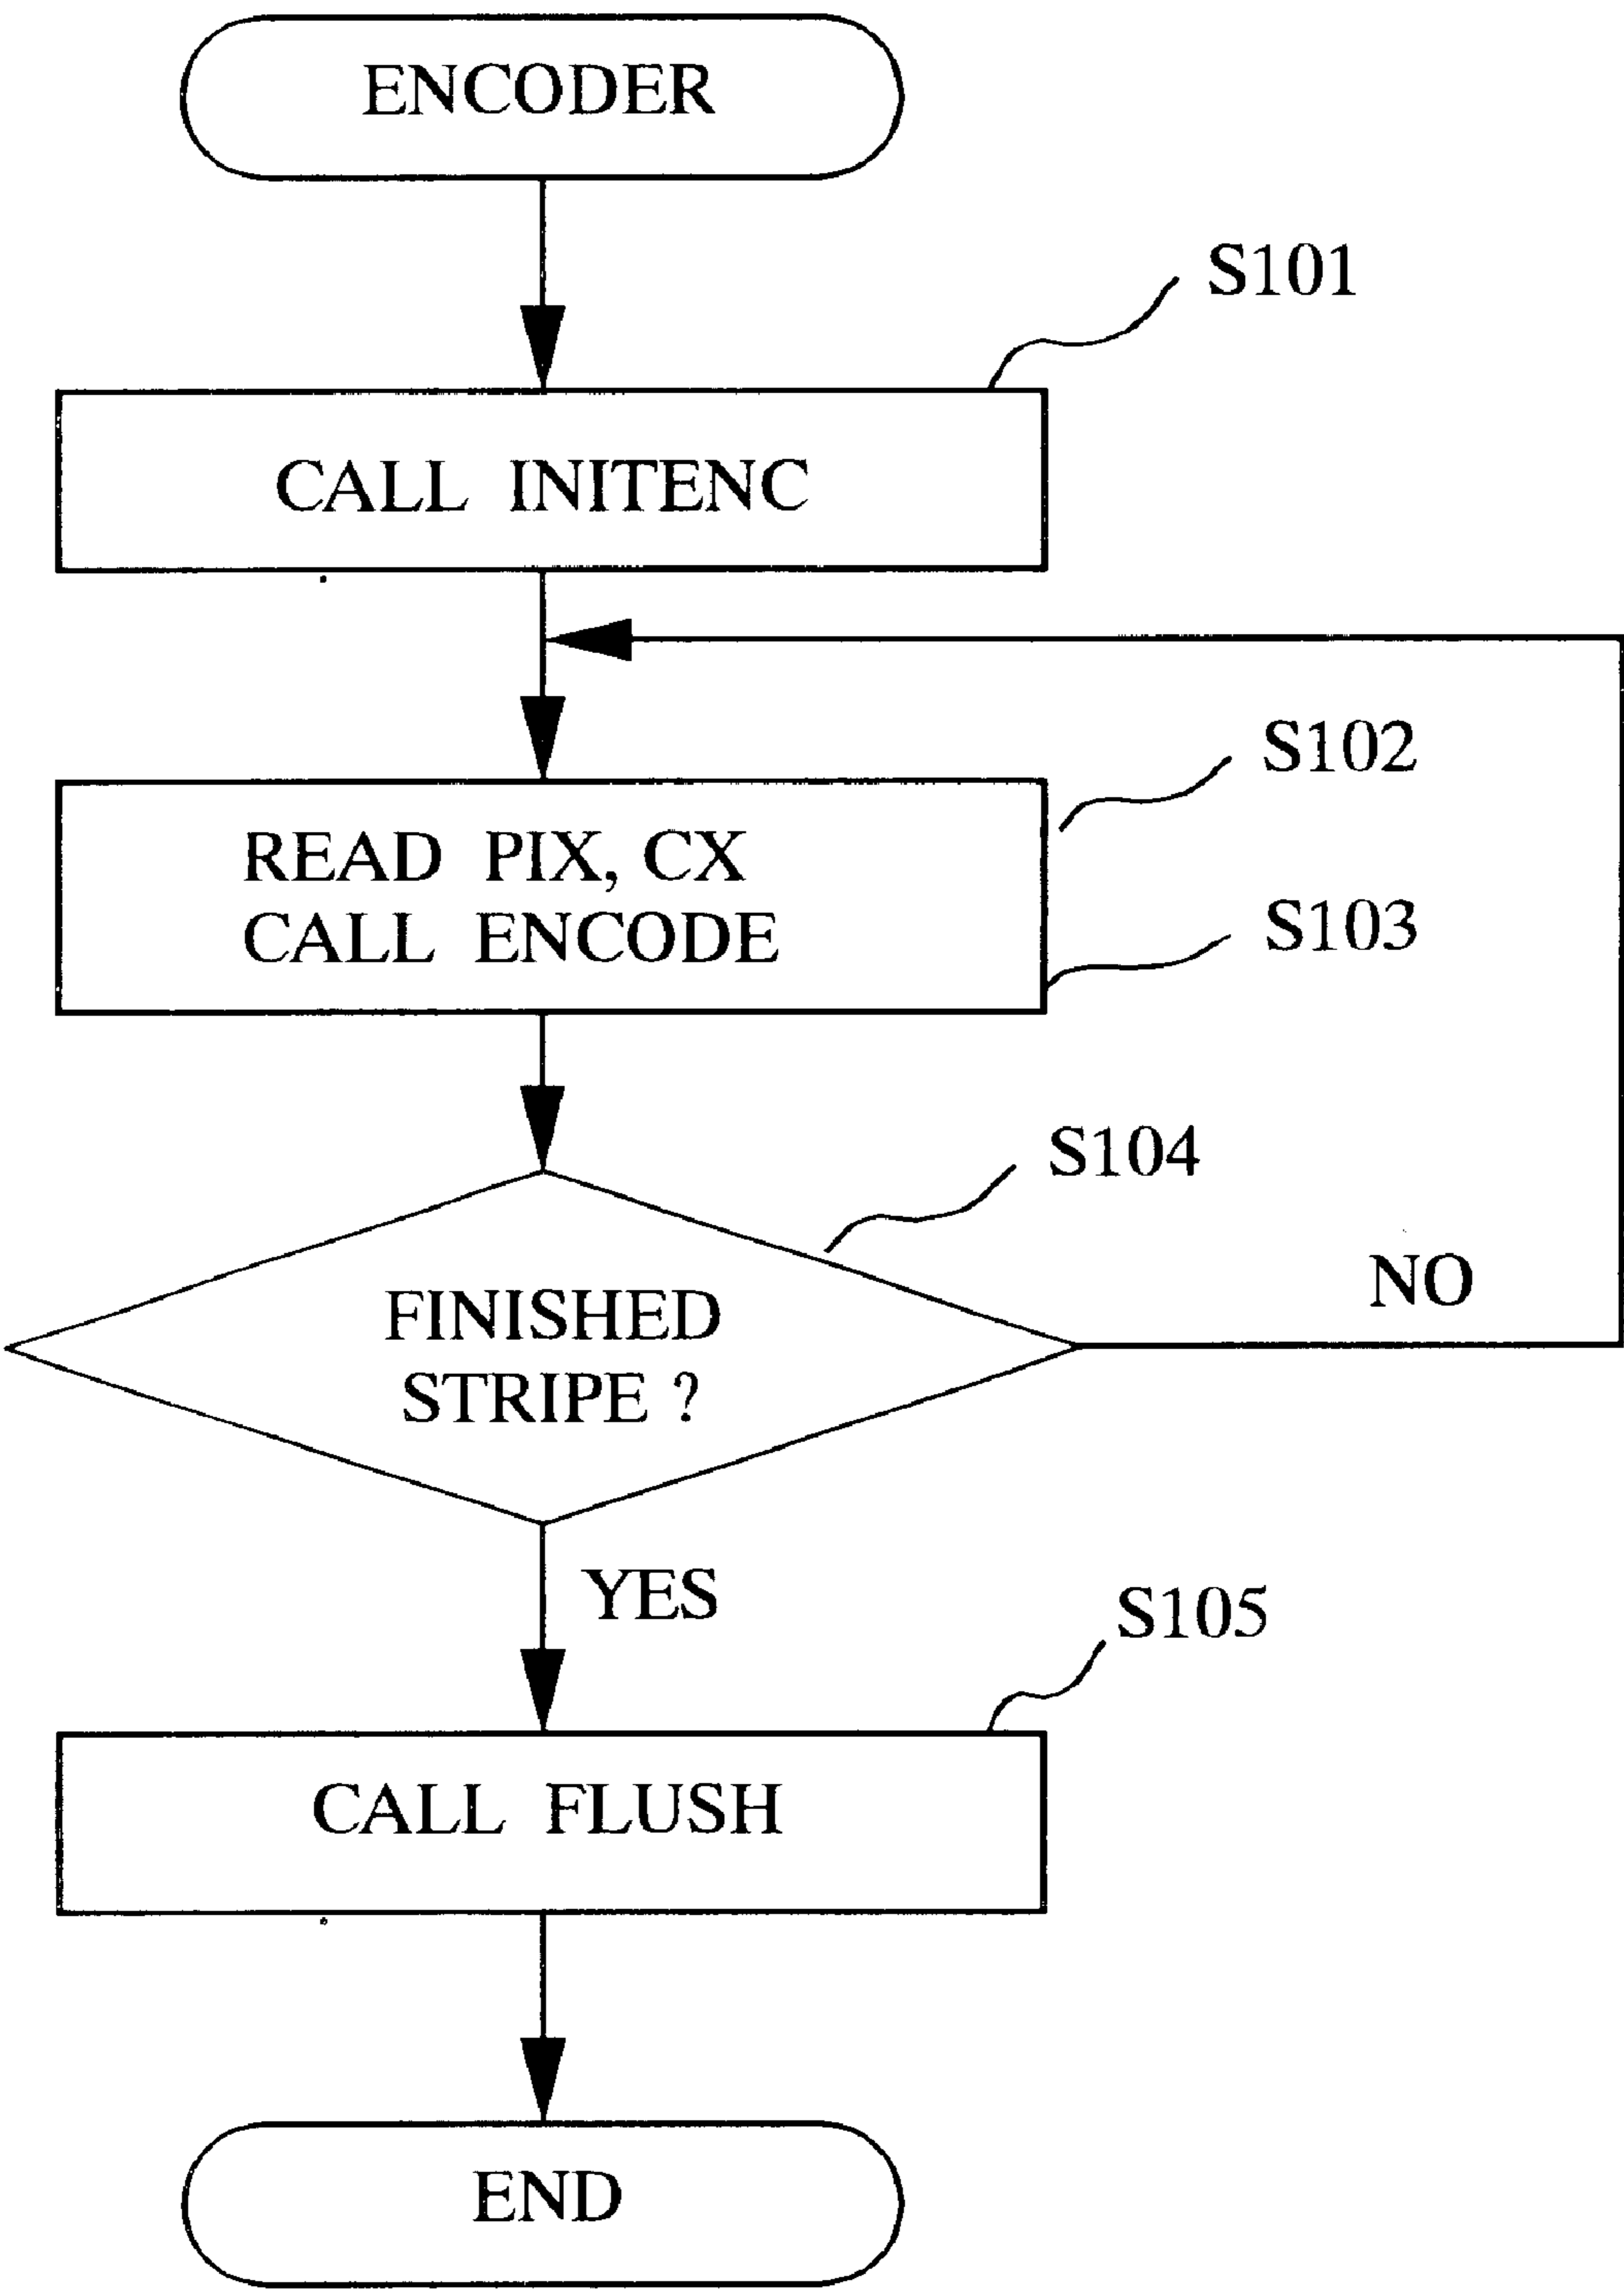 ENCODER
S101
CALL INITENC
S102
READ PIX, CX
CALL ENCODE
S103
S104
NO
FINISHED
STRIPE ?
YES
S105
CALL FLUSH
END